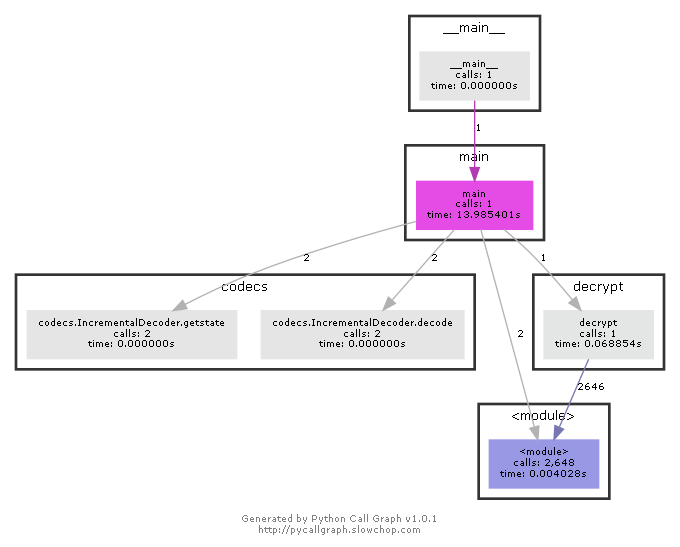 __main__
__main__
calls: 1
time: 0.000000s
1
main
main
calls: 1
time: 13.985401s
2
2
1
codecs
codecs.IncrementalDecoder.getstate
calls: 2
time: 0.000000s
codecs.IncrementalDecoder.decode
calls: 2
time: 0.000000s
2
decrypt
decrypt
calls: 1
time: 0.068854s
2646
<module>
<module>
calls: 2,648
time: 0.004028s
Generated by Python Call Graph v1.0.1
http://pycallgraph.slowchop.com